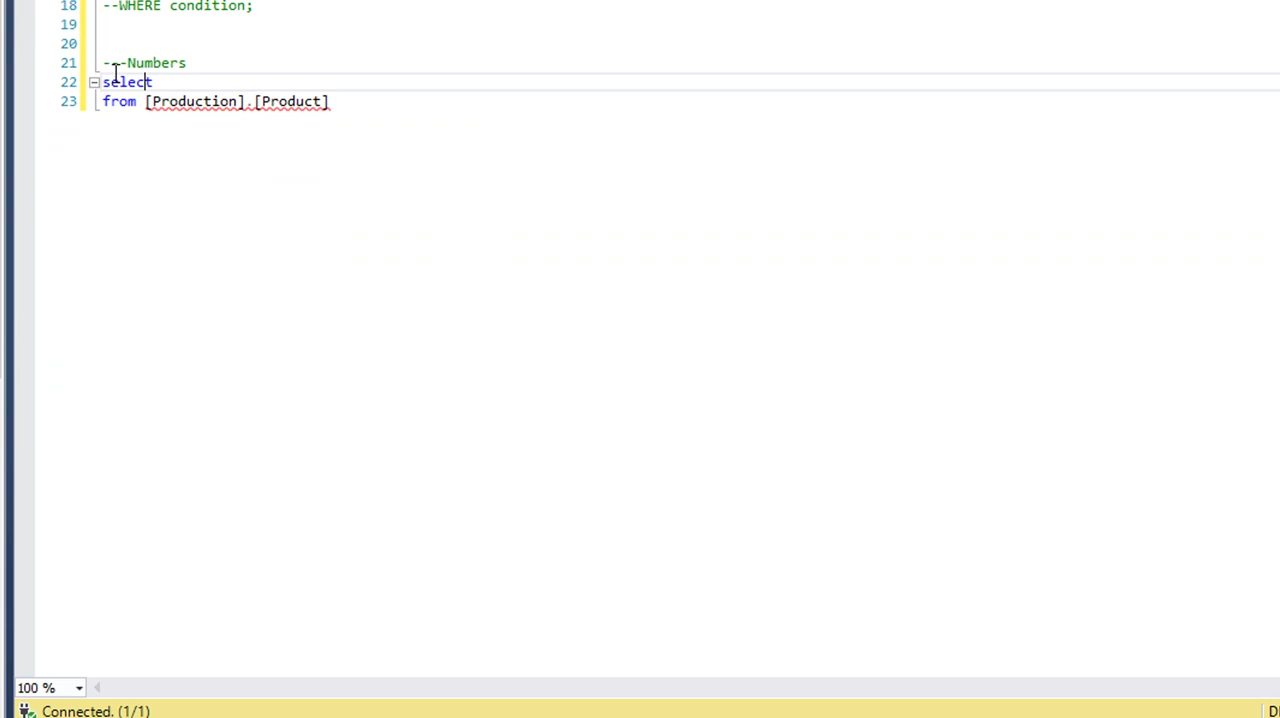 18 --WHERE condition;
19
20
21 ---Numbers
22 select
23 from [Production].[Product]
100 %
Connected. (1/1)